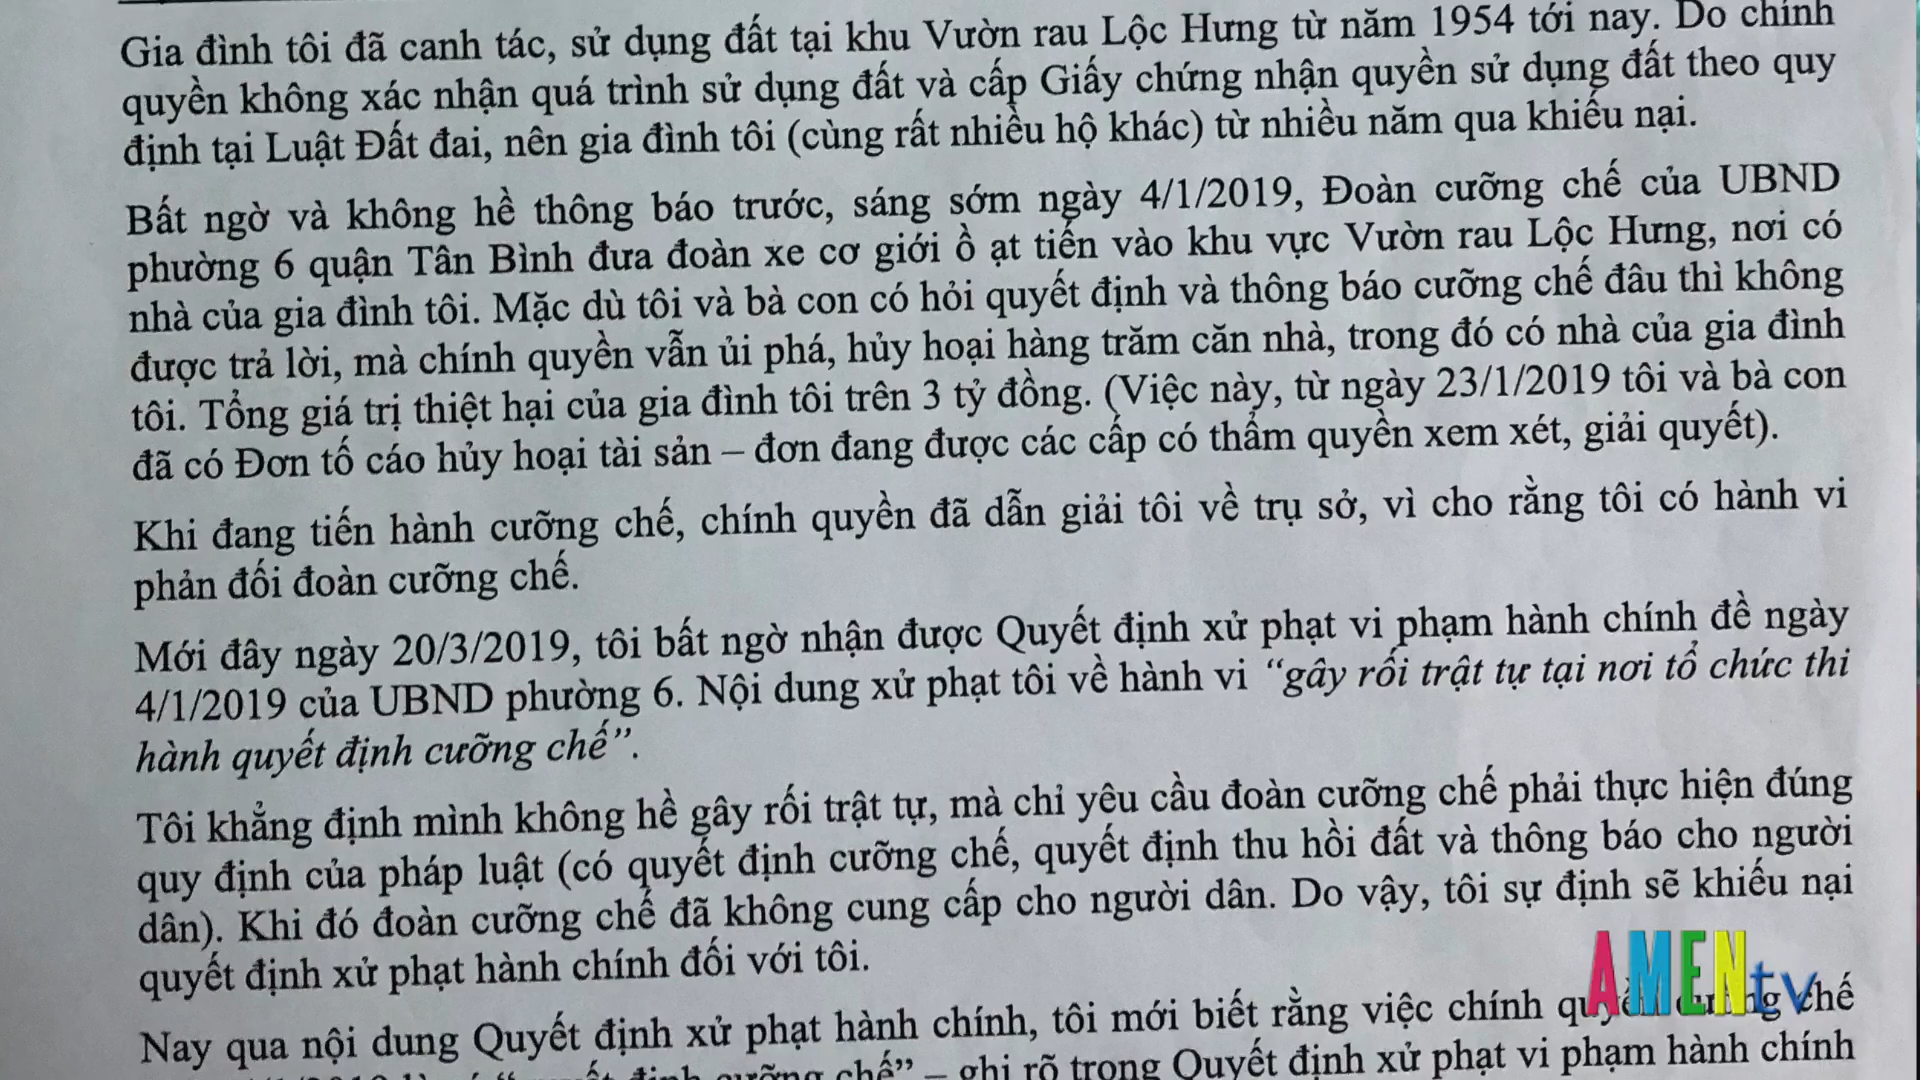 Gia đình tôi đã canh tác, sử dụng đất tại khu Vườn rau Lộc Hưng từ năm 1954 tới nay. Do chính
quyền không xác nhận quá trình sử dụng đất và cấp Giấy chứng nhận quyền sử dụng đất theo quy
định tại Luật Đất đai, nên gia đình tôi (cùng rất nhiều hộ khác) từ nhiều năm qua khiếu nại.
Bất ngờ và không hề thông báo trước, sáng sớm ngày 4/1/2019, Đoàn cưỡng chế của UBND
phường 6 quận Tân Bình đưa đoàn xe cơ giới ồ ạt tiến vào khu vực Vườn rau Lộc Hưng, nơi có
nhà của gia đình tôi. Mặc dù tôi và bà con có hỏi quyết định và thông báo cưỡng chế đâu thì không
được trả lời, mà chính quyền vẫn ủi phá, hủy hoại hàng trăm căn nhà, trong đó có nhà của gia đình
tôi. Tổng giá trị thiệt hại của gia đình tôi trên 3 tỷ đồng. (Việc này, từ ngày 23/1/2019 tôi và bà con
đã có Đơn tố cáo hủy hoại tài sản – đơn đang được các cấp có thẩm quyền xem xét, giải quyết).
Khi đang tiến hành cưỡng chế, chính quyền đã dẫn giải tôi về trụ sở, vì cho rằng tôi có hành vi
phản đối đoàn cưỡng chế.
Mới đây ngày 20/3/2019, tôi bất ngờ nhận được Quyết định xử phạt vi phạm hành chính đề ngày
4/1/2019 của UBND phường 6. Nội dung xử phạt tôi về hành vi “gây rối trật tự tại nơi tổ chức thi
hành quyết định cưỡng chế”.
Tôi khẳng định mình không hề gây rối trật tự, mà chỉ yêu cầu đoàn cưỡng chế phải thực hiện đúng
quy định của pháp luật (có quyết định cưỡng chế, quyết định thu hồi đất và thông báo cho người
dân). Khi đó đoàn cưỡng chế đã không cung cấp cho người dân. Do vậy, tôi sự định sẽ khiếu nại
quyết định xử phạt hành chính đối với tôi.
Nay qua nội dung Quyết định xử phạt hành chính, tôi mới biết rằng việc chính chế
cưỡng chế” – ghi rõ trong Quyết định xử phạt vi phạm hành chính
AMENtv